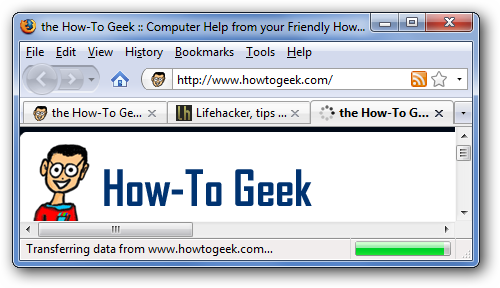 the How-To Geek :: Computer Help from your Friendly How...
File Edit View History Bookmarks Tools Help
http://www.howtogeek.com/
the How-To Ge... lh Lifehacker, tips ... the How-To G...
How-To Geek
Transferring data from www.howtogeek.com...